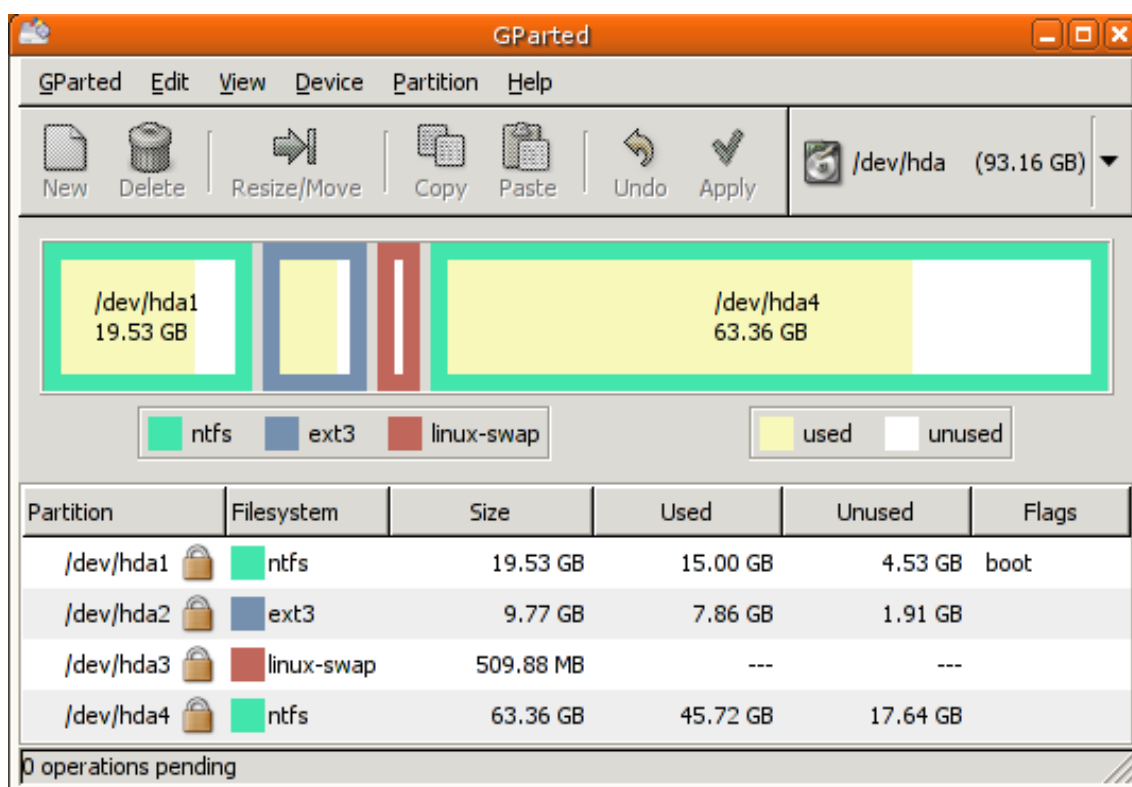 GParted
GParted Edit View Device Partition Help
New Delete Resize/Move Copy Paste Undo Apply /dev/hda (93.16 GB)
/dev/hda1 /dev/hda4
19.53 GB 63.36 GB
ntfs ext3 linux-swap used unused
Partition Filesystem Size Used Unused Flags
/dev/hda1 ntfs 19.53 GB 15.00 GB 4.53 GB boot
/dev/hda2 ext3 9.77 GB 7.86 GB 1.91 GB
/dev/hda3 linux-swap 509.88 MB --- ---
/dev/hda4 ntfs 63.36 GB 45.72 GB 17.64 GB
0 operations pending